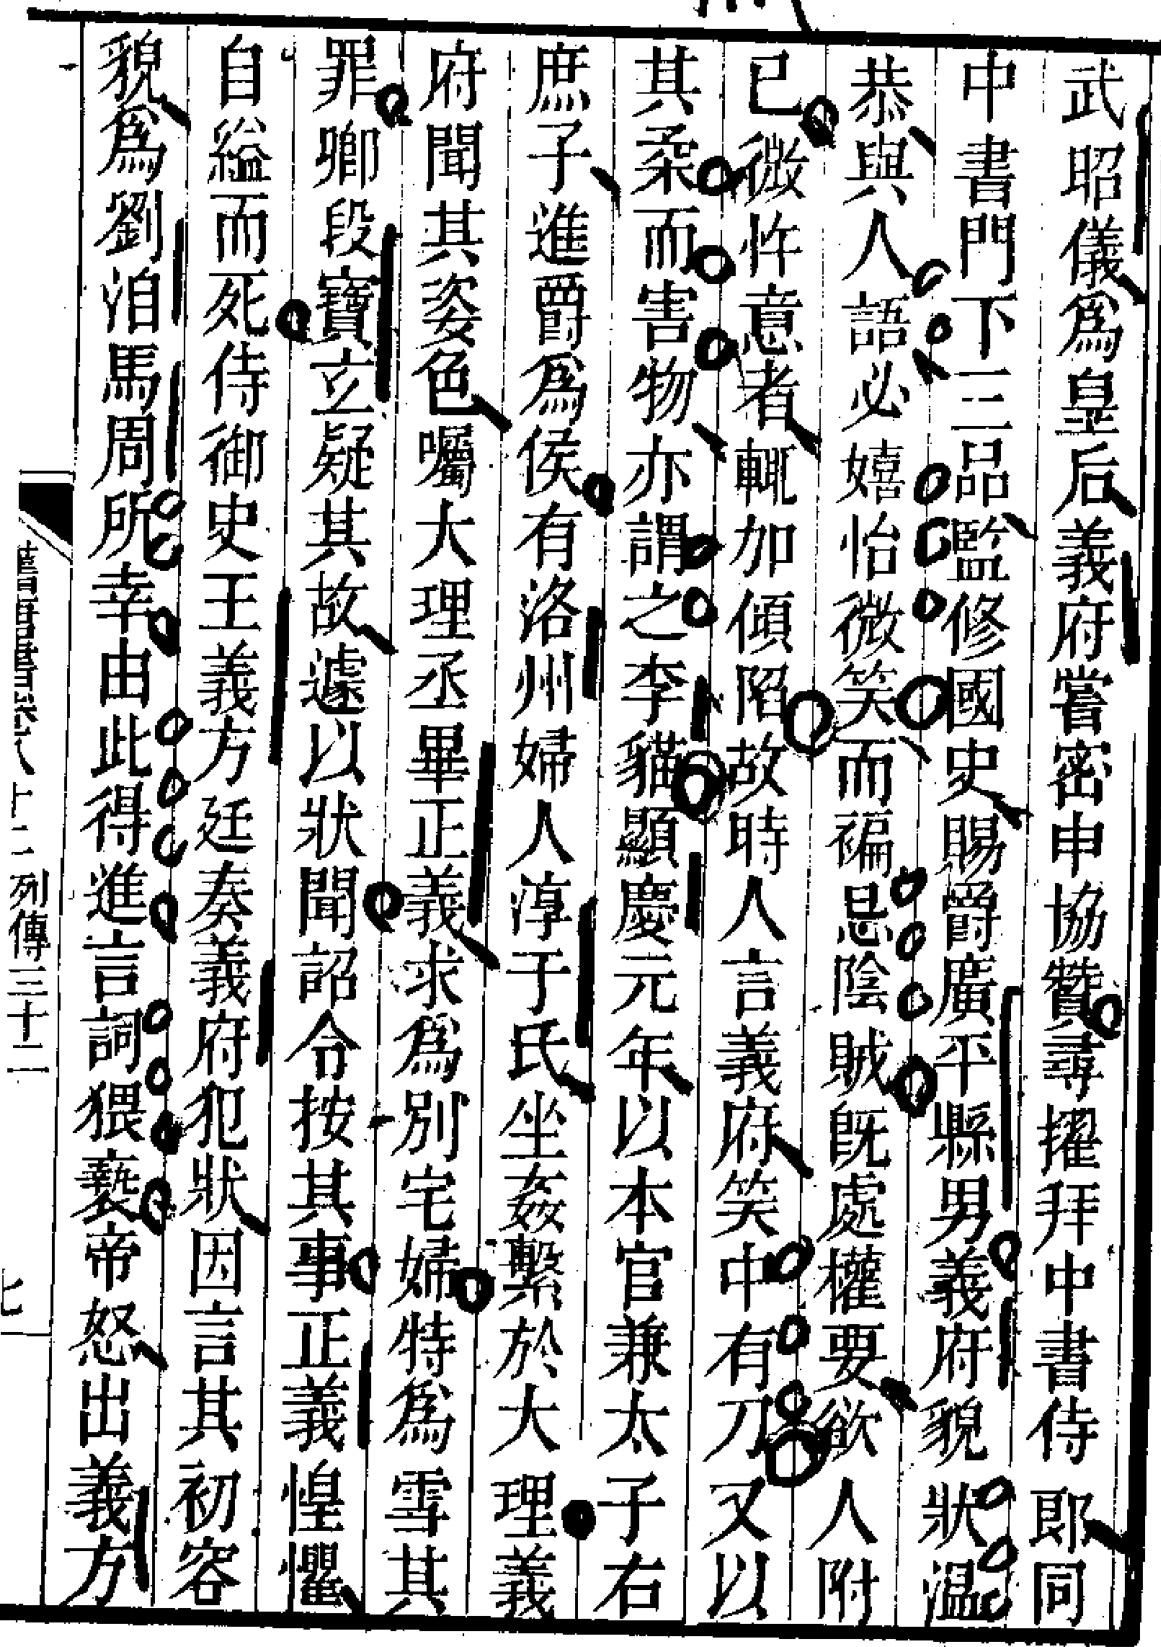 武昭儀爲皇后義府嘗密申協贊尋擢拜中書侍郎同
中書門下三品監修國史賜爵廣平縣男義府貌狀温
恭與人語必嬉怡微笑而褊忌陰賊既處權要欲人附
已微忤意者輒加傾陷故時人言義府笑中有刀又以
其柔而害物亦謂之李貓顯慶元年以本官兼太子右
庶子進爵爲侯有洛州婦人淳于氏坐姦繫於大理義
府聞其姿色囑大理丞畢正義求爲別宅婦特爲雪其
罪卿段寶立疑其故遽以狀聞詔令按其事正義惶懼
自縊而死侍御史王義方廷奏義府犯狀因言其初容
貌爲劉洎馬周所幸由此得進言詞猥褻帝怒出義方
舊唐書卷八十二列傳三十二
七